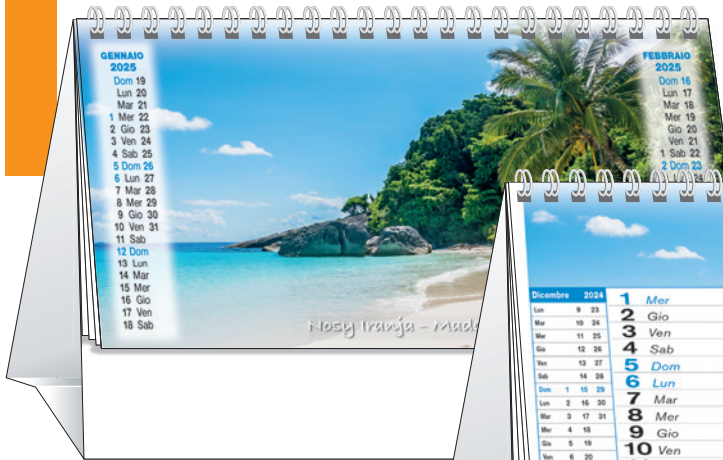 GENNAIO
2025
Dom 19
Lun 20
Mar 21
1 Mer 22
2 Gio 23
3 Ven 24
4 Sab 25
5 Dom 26
6 Lun 27
7 Mar 28
8 Mer 29
9 Gio 30
10 Ven 31
11 Sab
12 Dom
13 Lun
14 Mar
15 Mer
16 Gio
17 Ven
18 Sab
FEBBRAIO
2025
Dom 16
Lun 17
Mar 18
Mer 19
Gio 20
Ven 21
1 Sab 22
2 Dom 23
Nosy Iranja - Mad
Dicembre 2024
Lun 9 23
Mar 10 24
Mer 11 25
Gio 12 26
Ven 13 27
Sab 14 28
Dom 1 15 29
Lun 2 16 30
Mar 3 17 31
Mer 4 18
Gio 5 19
Ven 6 20
1 Mer
2 Gio
3 Ven
4 Sab
5 Dom
6 Lun
7 Mar
8 Mer
9 Gio
10 Ven